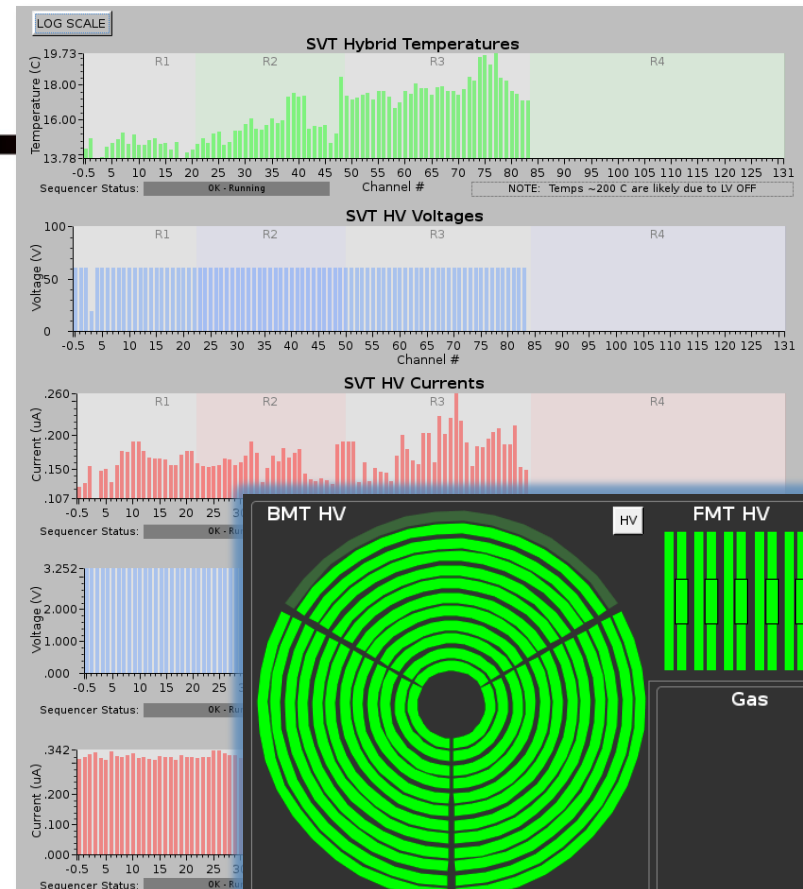 LOG SCALE
SVT Hybrid Temperatures
R1 R2 R3 R4
Temperature (C)
19.73
18.00
16.00
13.78
-0.5 5 10 15 20 25 30 35 40 45 50 55 60 65 70 75 80 85 90 95 100 105 110 115 120 125 131
Sequencer Status: OK - Running Channel # NOTE: Temps ~200 C are likely due to LV OFF
SVT HV Voltages
R1 R2 R3 R4
Voltage (V)
100
50
0
-0.5 5 10 15 20 25 30 35 40 45 50 55 60 65 70 75 80 85 90 95 100 105 110 115 120 125 131
Channel #
SVT HV Currents
R1 R2 R3 R4
Current (uA)
.260
.200
.150
.107
-0.5 5 10 15 20 25
Sequencer Status: OK - Ru
BMT HV HV FMT HV
Voltage (V)
3.252
2.000
1.000
.000
-0.5 5 10 15 20 25
Sequencer Status: OK - Ru
Gas
Current (uA)
.342
.200
.100
.000
-0.5 5 10 15 20 25
Sequencer Status: OK - Ru